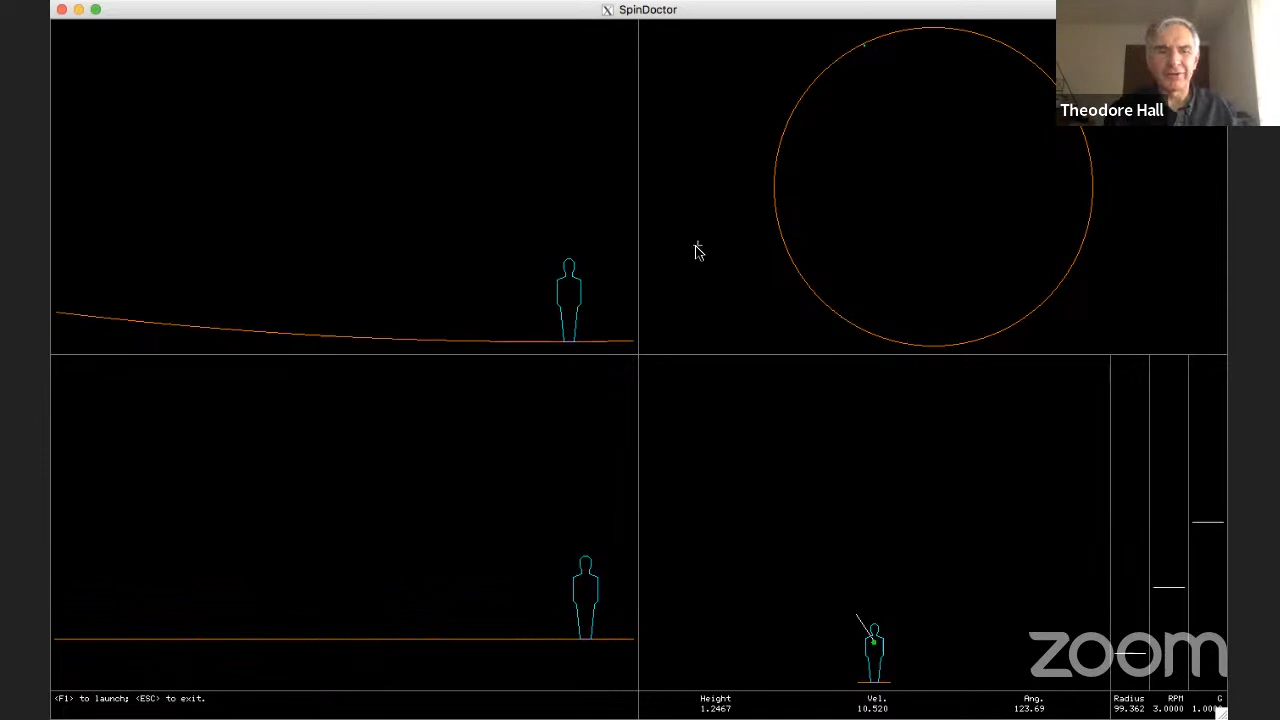 SpinDoctor
Theodore Hall
zoom
<F1> to launch; <ESC> to exit.
Height Vel. Ang. Radius RPM G
1.2467 10.520 123.69 99.362 3.0000